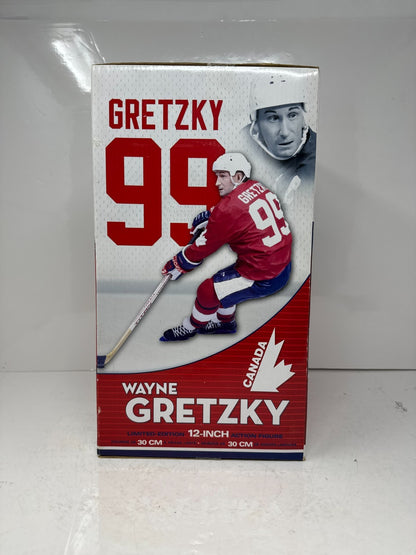 GRETZKY
99
GRETZKY
99
CANADA
WAYNE
GRETZKY
LIMITED-EDITION 12-INCH ACTION FIGURE
30 CM 30 CM